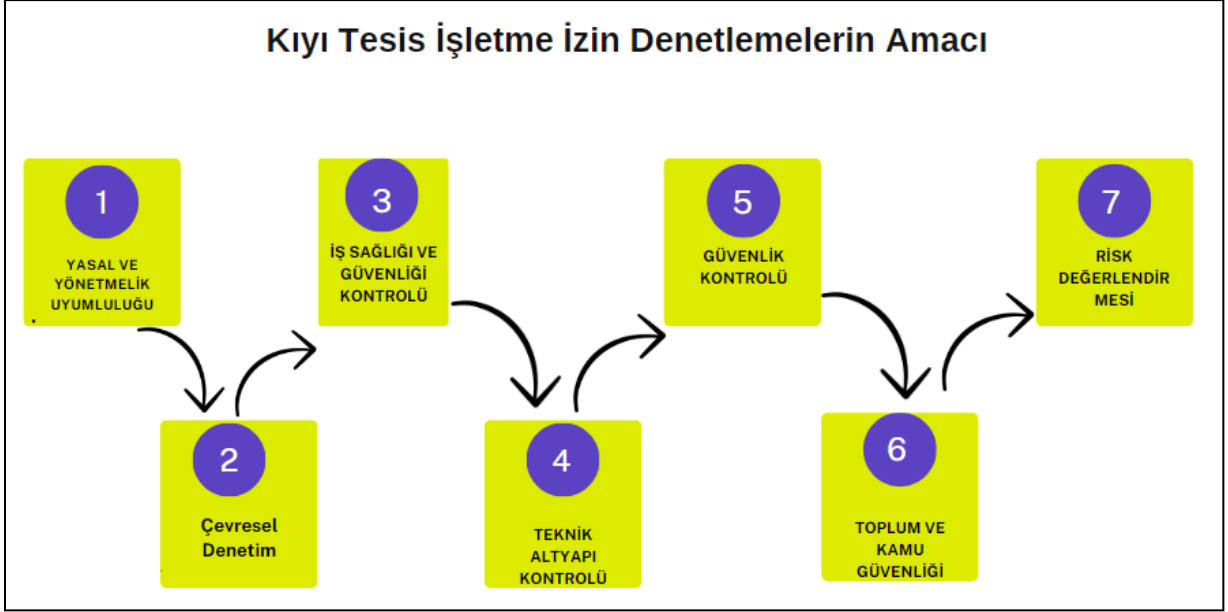 Kıyı Tesis İşletme İzin Denetlemelerin Amacı
1
YASAL VE
YÖNETMELİK
UYUMLULUĞU
2
Çevresel
Denetim
3
İŞ SAĞLIĞI VE
GÜVENLİĞİ
KONTROLÜ
4
TEKNİK
ALTYAPI
KONTROLÜ
5
GÜVENLİK
KONTROLÜ
6
TOPLUM VE
KAMU
GÜVENLİĞİ
7
RİSK
DEĞERLENDİR
MESİ